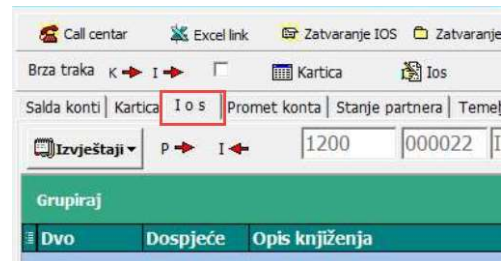 Call centar Excel link Zatvaranje IOS Zatvaranje
Brza traka K I Kartica Ios
Salda konti Kartica I o s Promet konta Stanje partnera
Izvještaji P I 1200 000022
Grupiraj
Dvo Dospjeće Opis knjiženja